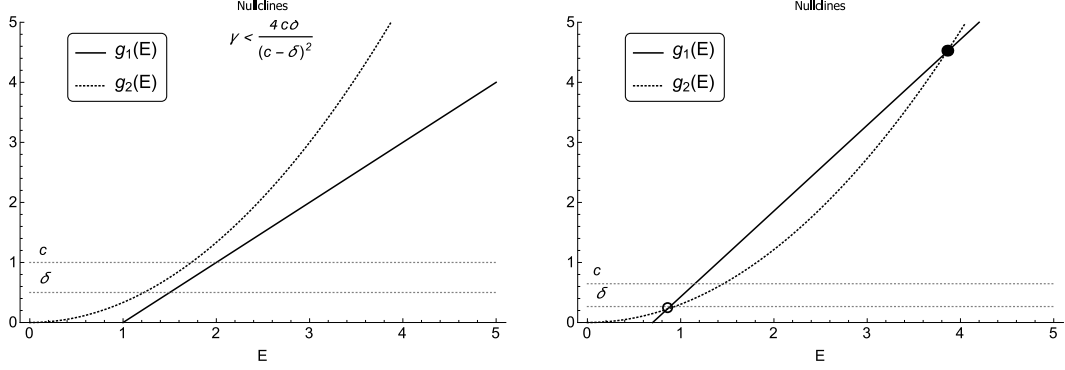 Nullclines
γ < 4 c δ / (c − δ)²
g₁(E)
g₂(E)
5
4
3
2
1
0
c
δ
0 1 2 3 4 5
E
Nullclines
g₁(E)
g₂(E)
5
4
3
2
1
0
c
δ
0 1 2 3 4 5
E